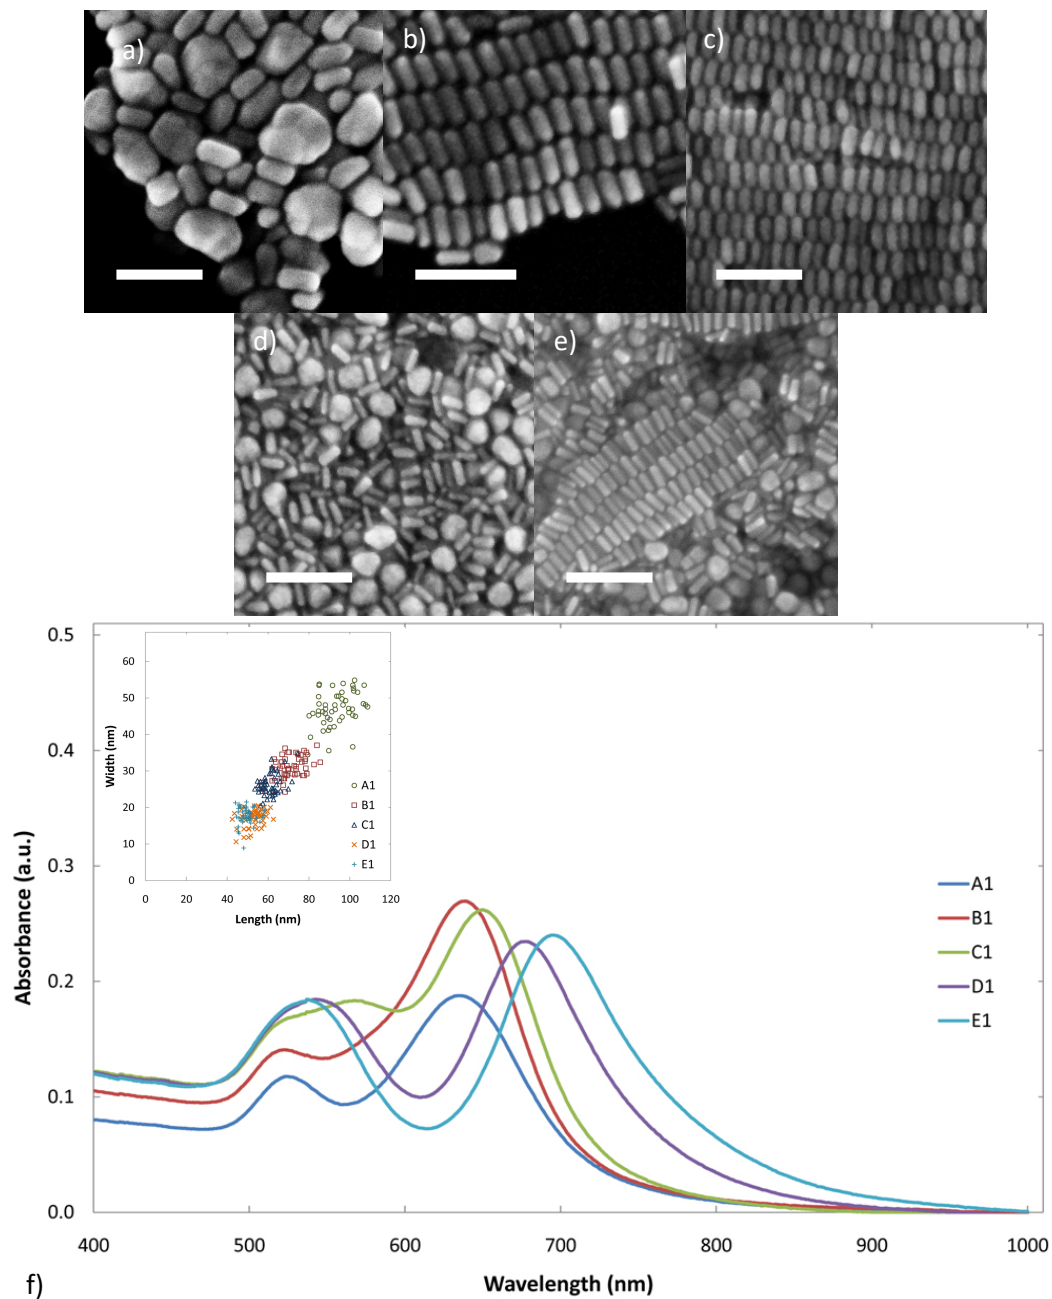 a) b) c)
d) e)
0.5
0.4
0.3
0.2
0.1
0.0
Absorbance (a.u.)
60
50
40
30
20
10
0
Width (nm)
0 20 40 60 80 100 120
Length (nm)
A1
B1
C1
D1
E1
A1
B1
C1
D1
E1
400 500 600 700 800 900 1000
Wavelength (nm)
f)